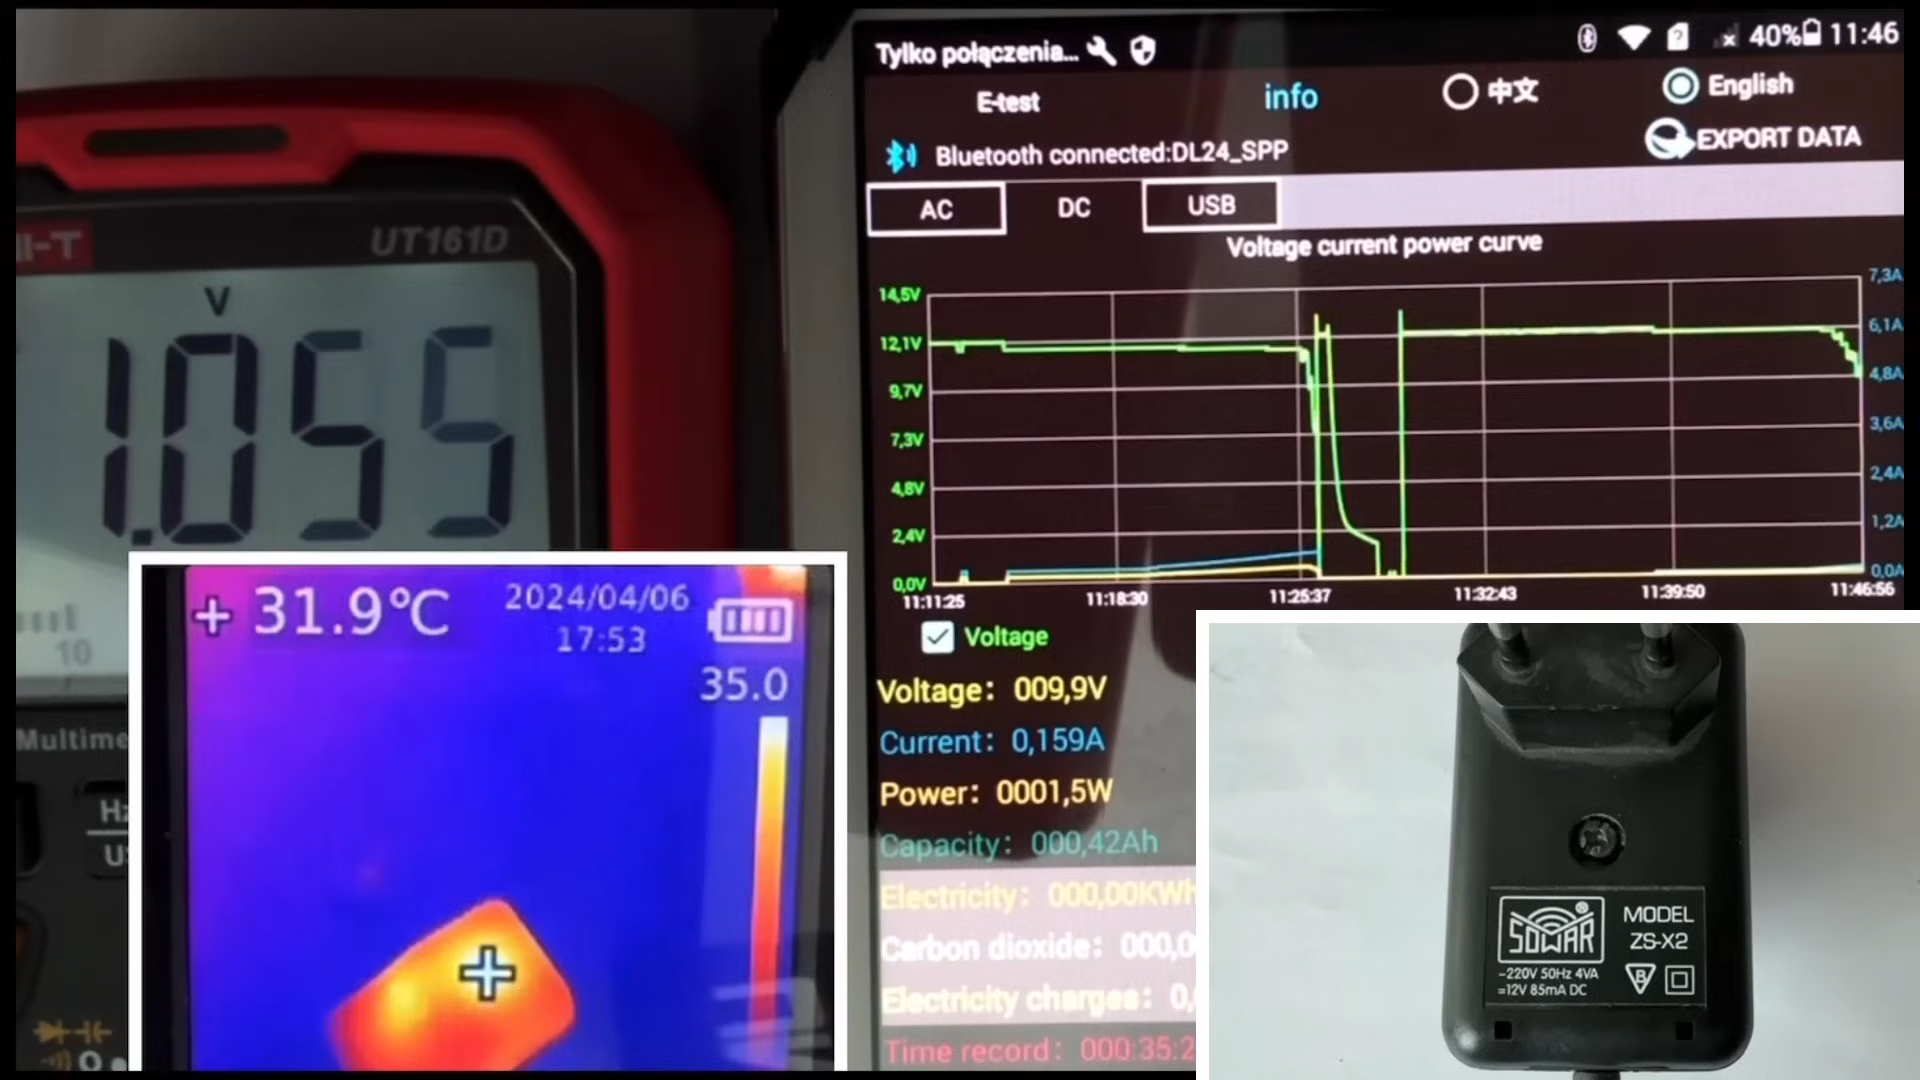 I-T
UT161D
V
1.055
10
Multime
Hz
U
+ 31.9°C
2024/04/06
17:53
35.0
Tylko połączenia...
40% 11:46
E-test
info
中文
English
Bluetooth connected:DL24_SPP
EXPORT DATA
AC
DC
USB
Voltage current power curve
14,5V
12,1V
9,7V
7,3V
4,8V
2,4V
0,0V
7,3A
6,1A
4,8A
3,6A
2,4A
1,2A
0,0A
11:11:25
11:18:30
11:25:37
11:32:43
11:39:50
11:46:56
Voltage
Voltage: 009,9V
Current: 0,159A
Power: 0001,5W
Capacity: 000,42Ah
Electricity: 000,00KWh
Carbon dioxide: 000,0
Electricity charges: 0,
Time record: 000:35:2
SOWAR ®
MODEL
ZS-X2
~220V 50Hz 4VA
=12V 85mA DC
B